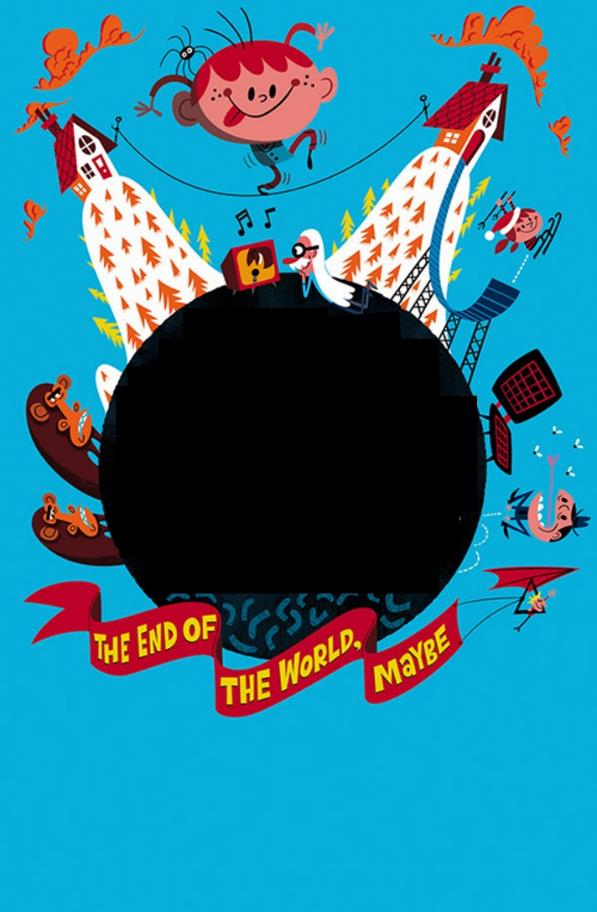 THE END OF
THE WORLD,
MAYBE